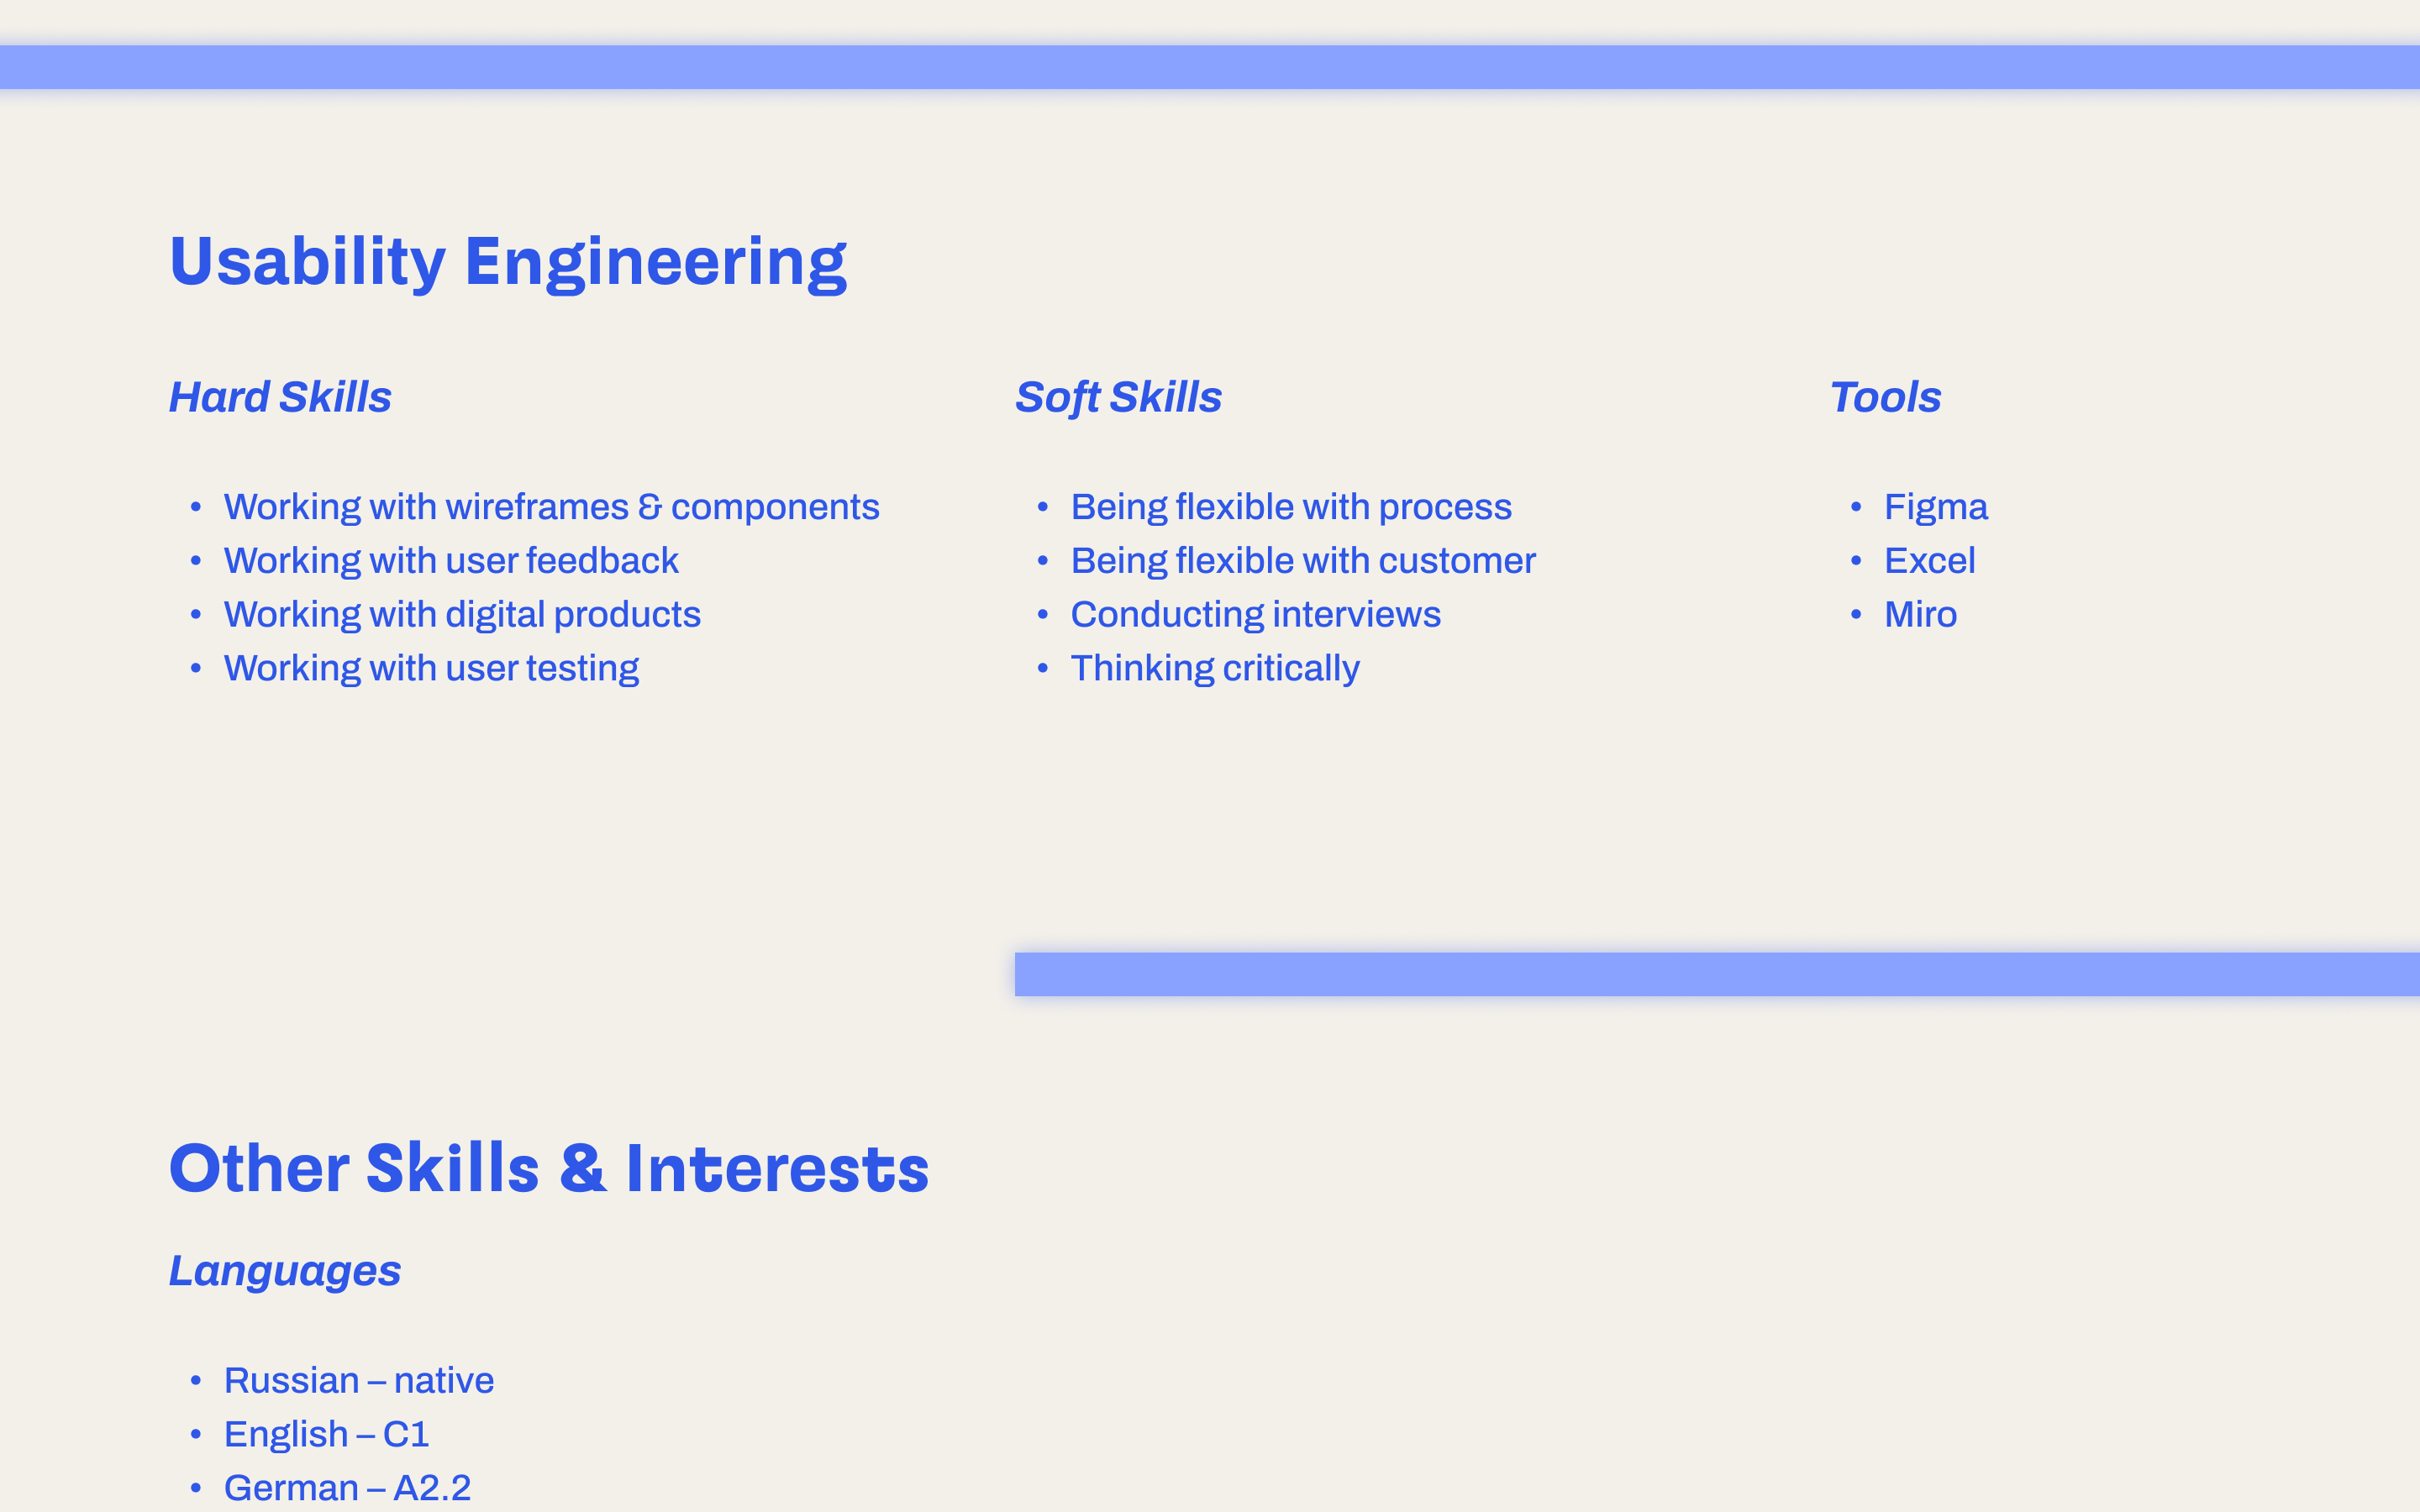 Usability Engineering
Hard Skills
• Working with wireframes & components
• Working with user feedback
• Working with digital products
• Working with user testing
Soft Skills
• Being flexible with process
• Being flexible with customer
• Conducting interviews
• Thinking critically
Tools
• Figma
• Excel
• Miro
Other Skills & Interests
Languages
• Russian – native
• English – C1
• German – A2.2